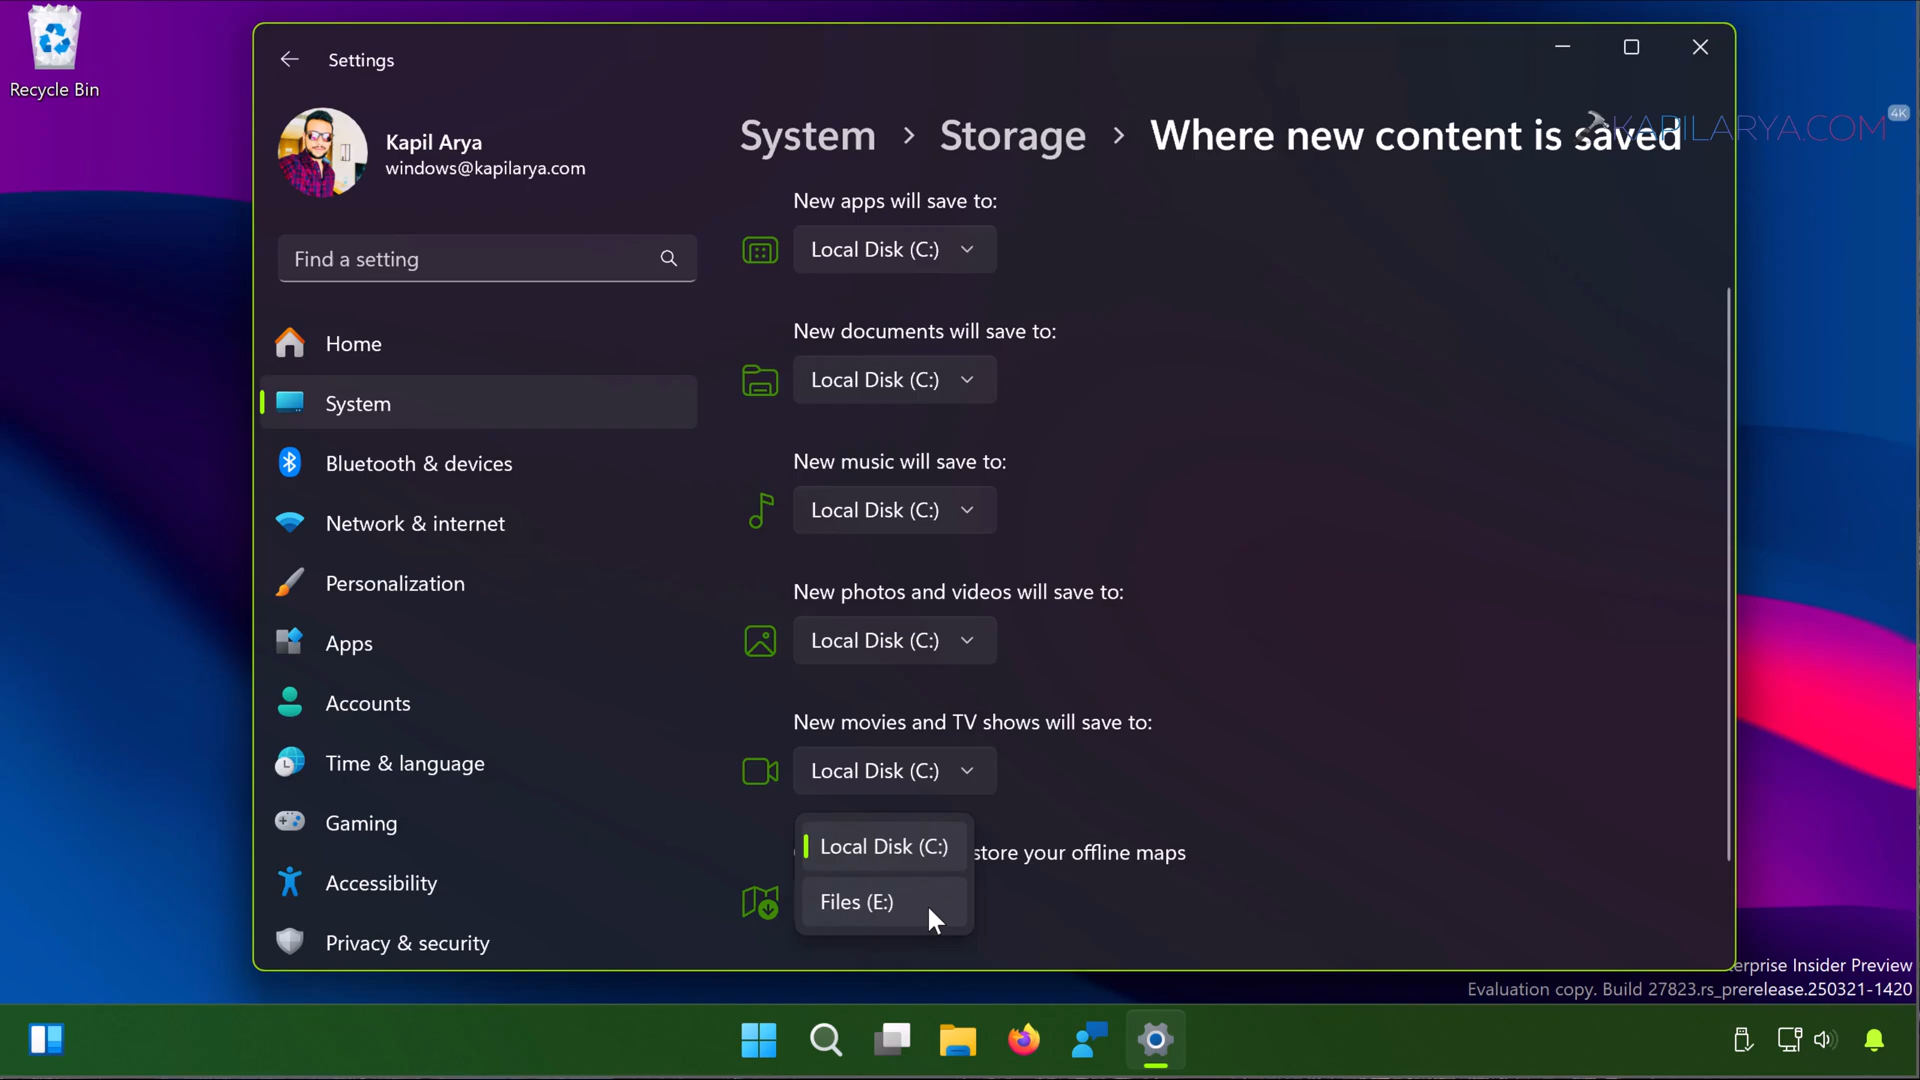 Recycle Bin
Settings
Kapil Arya
windows@kapilarya.com
Find a setting
Home
System
Bluetooth & devices
Network & internet
Personalization
Apps
Accounts
Time & language
Gaming
Accessibility
Privacy & security
System > Storage > Where new content is saved
KAPILARYA.COM
4K
New apps will save to:
Local Disk (C:)
New documents will save to:
Local Disk (C:)
New music will save to:
Local Disk (C:)
New photos and videos will save to:
Local Disk (C:)
New movies and TV shows will save to:
Local Disk (C:)
store your offline maps
Local Disk (C:)
Files (E:)
erprise Insider Preview
Evaluation copy. Build 27823.rs_prerelease.250321-1420